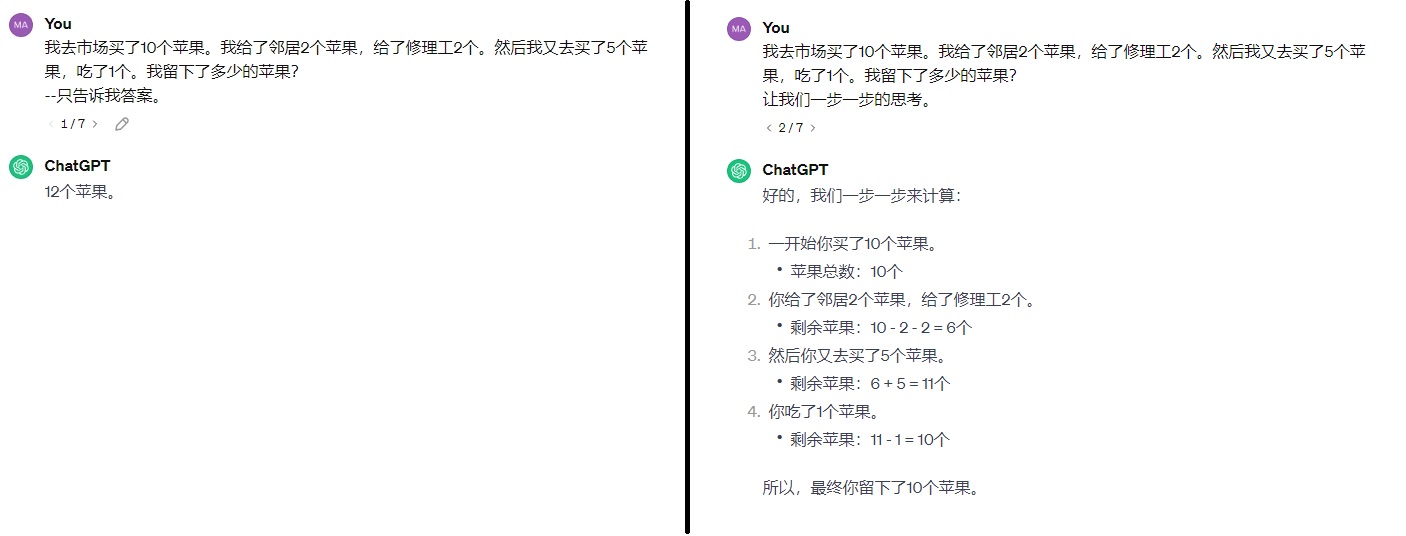 MA You
我去市场买了10个苹果。我给了邻居2个苹果，给了修理工2个。然后我又去买了5个苹
果，吃了1个。我留下了多少的苹果？
--只告诉我答案。
< 1 / 7 >
ChatGPT
12个苹果。
MA You
我去市场买了10个苹果。我给了邻居2个苹果，给了修理工2个。然后我又去买了5个苹
果，吃了1个。我留下了多少的苹果？
让我们一步一步的思考。
< 2 / 7 >
ChatGPT
好的，我们一步一步来计算：
1. 一开始你买了10个苹果。
• 苹果总数：10个
2. 你给了邻居2个苹果，给了修理工2个。
• 剩余苹果：10 - 2 - 2 = 6个
3. 然后你又去买了5个苹果。
• 剩余苹果：6 + 5 = 11个
4. 你吃了1个苹果。
• 剩余苹果：11 - 1 = 10个
所以，最终你留下了10个苹果。